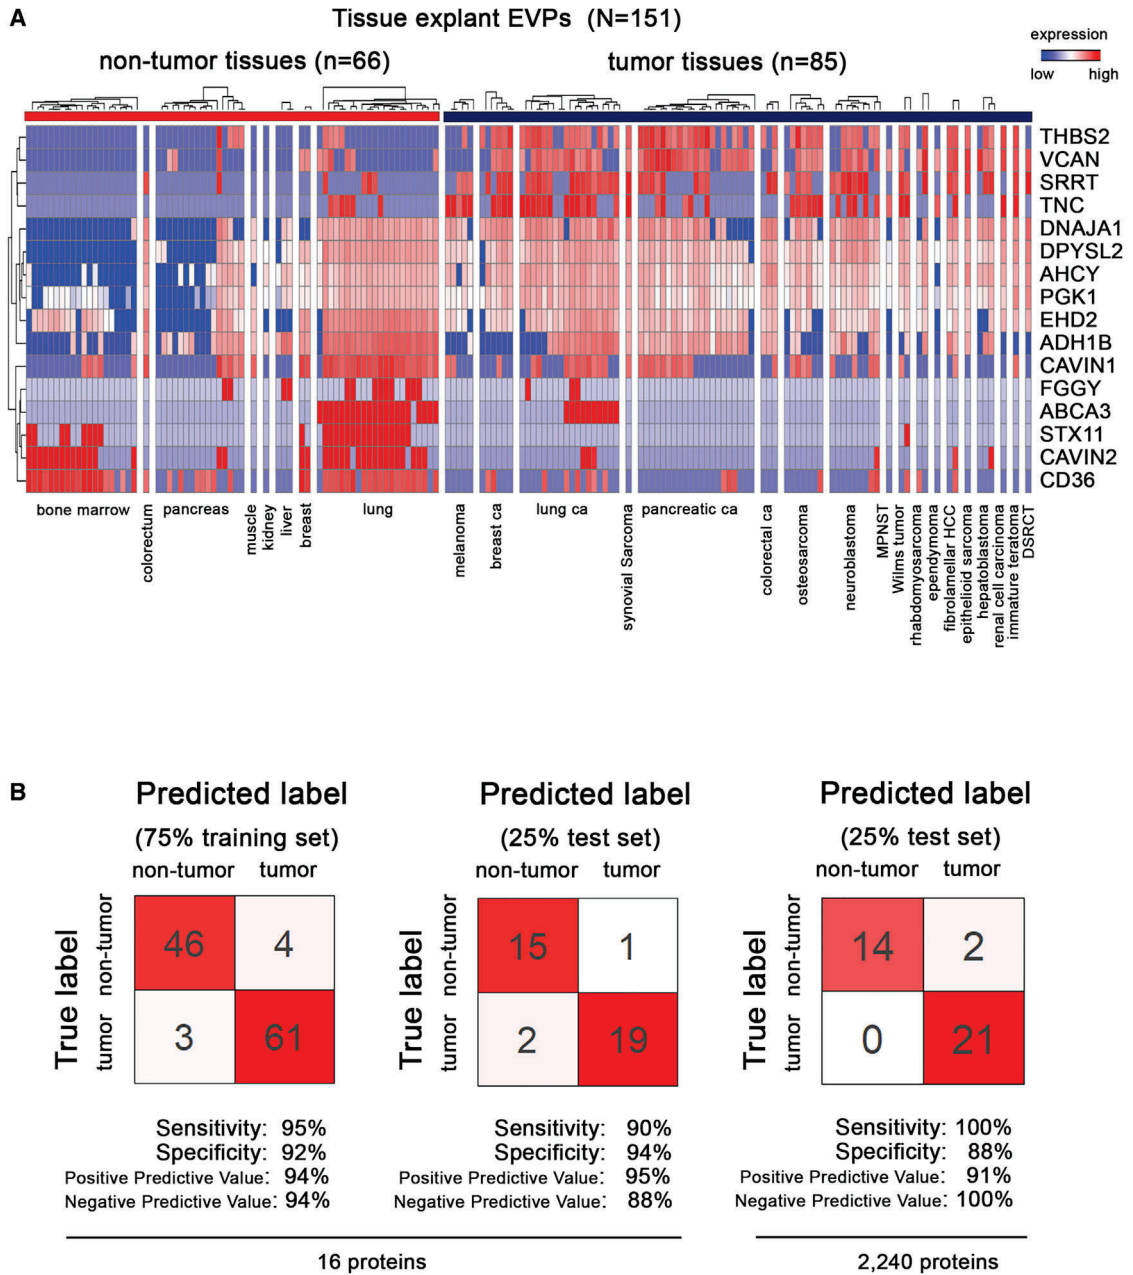 A
Tissue explant EVPs (N=151)
non-tumor tissues (n=66)
tumor tissues (n=85)
expression
low high
THBS2
VCAN
SRRT
TNC
DNAJA1
DPYSL2
AHCY
PGK1
EHD2
ADH1B
CAVIN1
FGGY
ABCA3
STX11
CAVIN2
CD36
bone marrow
colorectum
pancreas
muscle
kidney
liver
breast
lung
melanoma
breast ca
lung ca
synovial Sarcoma
pancreatic ca
colorectal ca
osteosarcoma
neuroblastoma
MPNST
Wilms tumor
rhabdomyosarcoma
ependymoma
fibrolamellar HCC
epithelioid sarcoma
hepatoblastoma
renal cell carcinoma
immature teratoma
DSRCT
B
Predicted label
(75% training set)
non-tumor tumor
True label
non-tumor
tumor
46 4
3 61
Sensitivity: 95%
Specificity: 92%
Positive Predictive Value: 94%
Negative Predictive Value: 94%
Predicted label
(25% test set)
non-tumor tumor
True label
non-tumor
tumor
15 1
2 19
Sensitivity: 90%
Specificity: 94%
Positive Predictive Value: 95%
Negative Predictive Value: 88%
16 proteins
Predicted label
(25% test set)
non-tumor tumor
True label
non-tumor
tumor
14 2
0 21
Sensitivity: 100%
Specificity: 88%
Positive Predictive Value: 91%
Negative Predictive Value: 100%
2,240 proteins